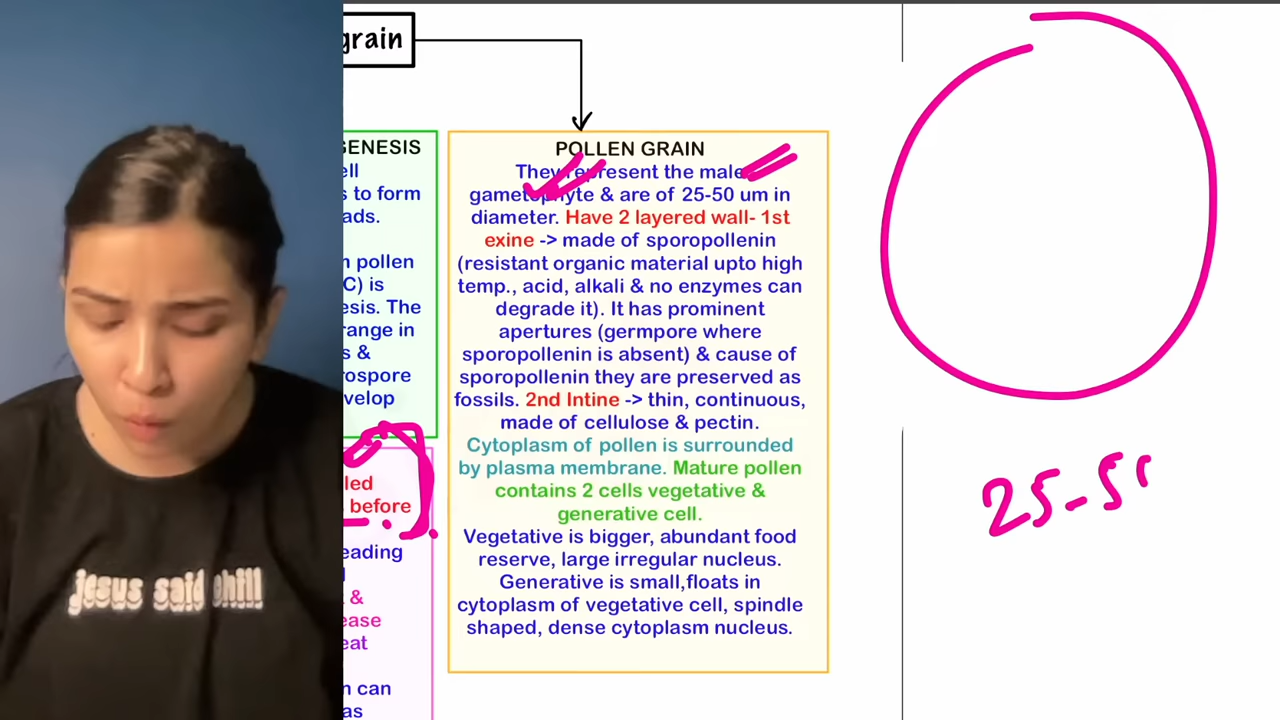 grain
GENESIS
s to form
ads.
pollen
C) is
esis. The
range in
s &
rospore
velop
led
before
eading
&
ease
eat
can
as
POLLEN GRAIN
They represent the male
gametophyte & are of 25-50 um in
diameter. Have 2 layered wall- 1st
exine -> made of sporopollenin
(resistant organic material upto high
temp., acid, alkali & no enzymes can
degrade it). It has prominent
apertures (germpore where
sporopollenin is absent) & cause of
sporopollenin they are preserved as
fossils. 2nd Intine -> thin, continuous,
made of cellulose & pectin.
Cytoplasm of pollen is surrounded
by plasma membrane. Mature pollen
contains 2 cells vegetative &
generative cell.
Vegetative is bigger, abundant food
reserve, large irregular nucleus.
Generative is small,floats in
cytoplasm of vegetative cell, spindle
shaped, dense cytoplasm nucleus.
25-5
jesus said chill